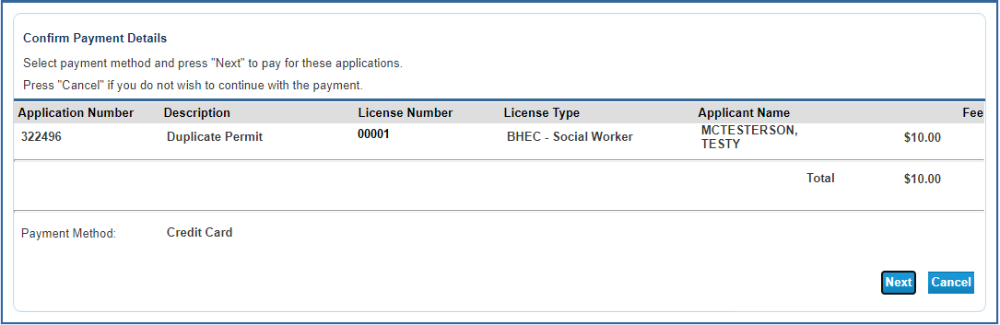 Confirm Payment Details
Select payment method and press "Next" to pay for these applications.
Press "Cancel" if you do not wish to continue with the payment.
Application Number Description License Number License Type Applicant Name Fee
322496 Duplicate Permit 00001 BHEC - Social Worker MCTESTERSON, $10.00
TESTY
Total $10.00
Payment Method: Credit Card
Next Cancel